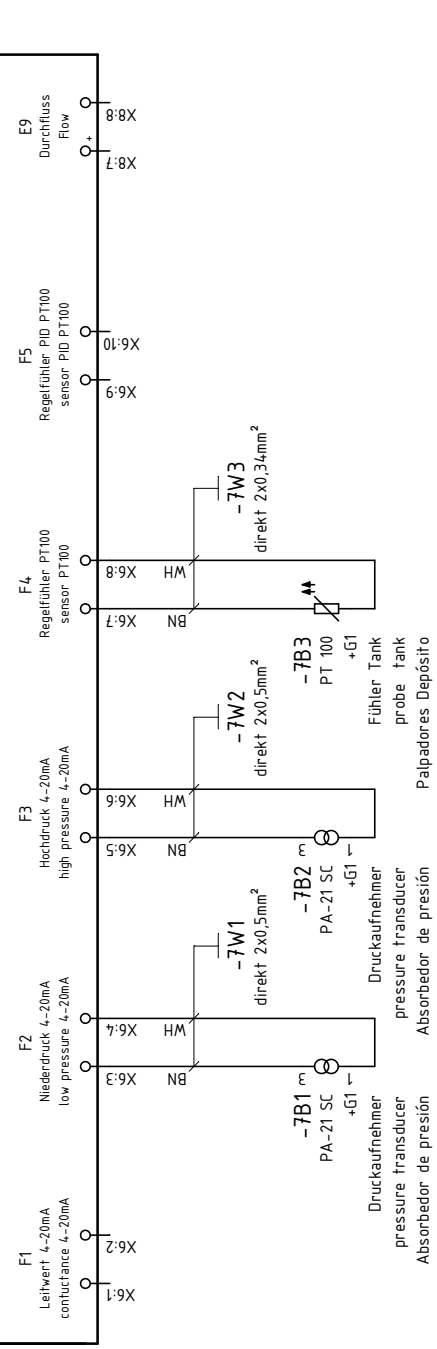 F1
Leitwert 4-20mA
contuctance 4-20mA
X6:1
X6:2
F2
Niederdruck 4-20mA
low pressure 4-20mA
X6:3
X6:4
BN
WH
-7W1
direkt 2x0,5mm²
3
1
-7B1
PA-21 SC
+G1
Druckaufnehmer
pressure transducer
Absorbedor de presión
F3
Hochdruck 4-20mA
high pressure 4-20mA
X6:5
X6:6
BN
WH
-7W2
direkt 2x0,5mm²
3
1
-7B2
PA-21 SC
+G1
Druckaufnehmer
pressure transducer
Absorbedor de presión
F4
Regelfühler PT100
sensor PT100
X6:7
X6:8
BN
WH
-7W3
direkt 2x0,34mm²
-7B3
PT 100
+G1
Fühler Tank
probe tank
Palpadores Depósito
F5
Regelfühler PID PT100
sensor PID PT100
X6:9
X6:10
E9
Durchfluss
Flow
+
X8:7
X8:8